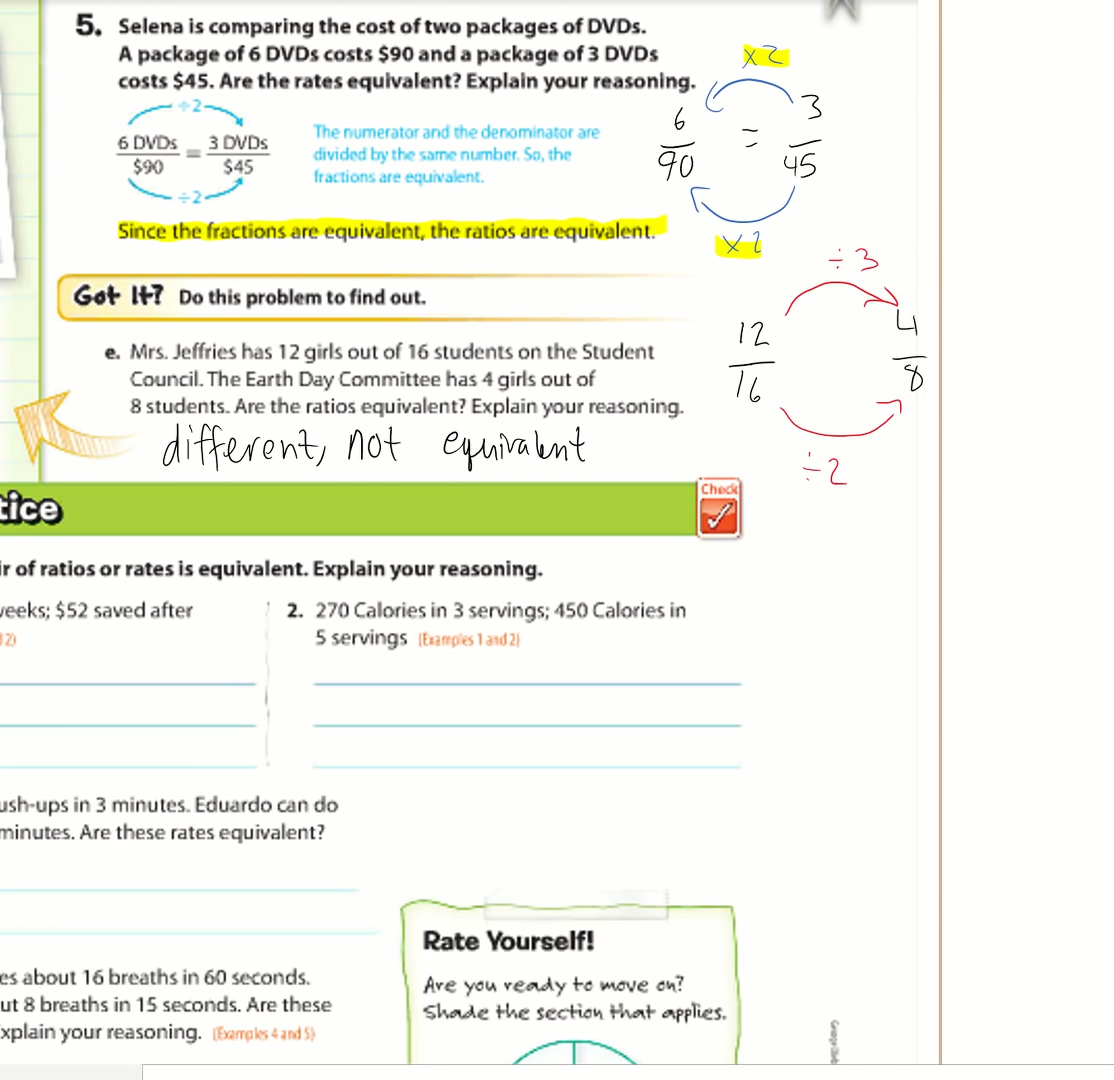 5. Selena is comparing the cost of two packages of DVDs.
A package of 6 DVDs costs $90 and a package of 3 DVDs
costs $45. Are the rates equivalent? Explain your reasoning.
÷2
6 DVDs = 3 DVDs
$90 $45
÷2
The numerator and the denominator are
divided by the same number. So, the
fractions are equivalent.
x2
6 = 3
90 45
x2
Since the fractions are equivalent, the ratios are equivalent.
Got It? Do this problem to find out.
e. Mrs. Jeffries has 12 girls out of 16 students on the Student
Council. The Earth Day Committee has 4 girls out of
8 students. Are the ratios equivalent? Explain your reasoning.
different, not equivalent
÷3
12 4
16 8
÷2
tice
Check
ir of ratios or rates is equivalent. Explain your reasoning.
weeks; $52 saved after
2)
2. 270 Calories in 3 servings; 450 Calories in
5 servings (Examples 1 and 2)
ush-ups in 3 minutes. Eduardo can do
minutes. Are these rates equivalent?
es about 16 breaths in 60 seconds.
ut 8 breaths in 15 seconds. Are these
xplain your reasoning. (Examples 4 and 5)
Rate Yourself!
Are you ready to move on?
Shade the section that applies.